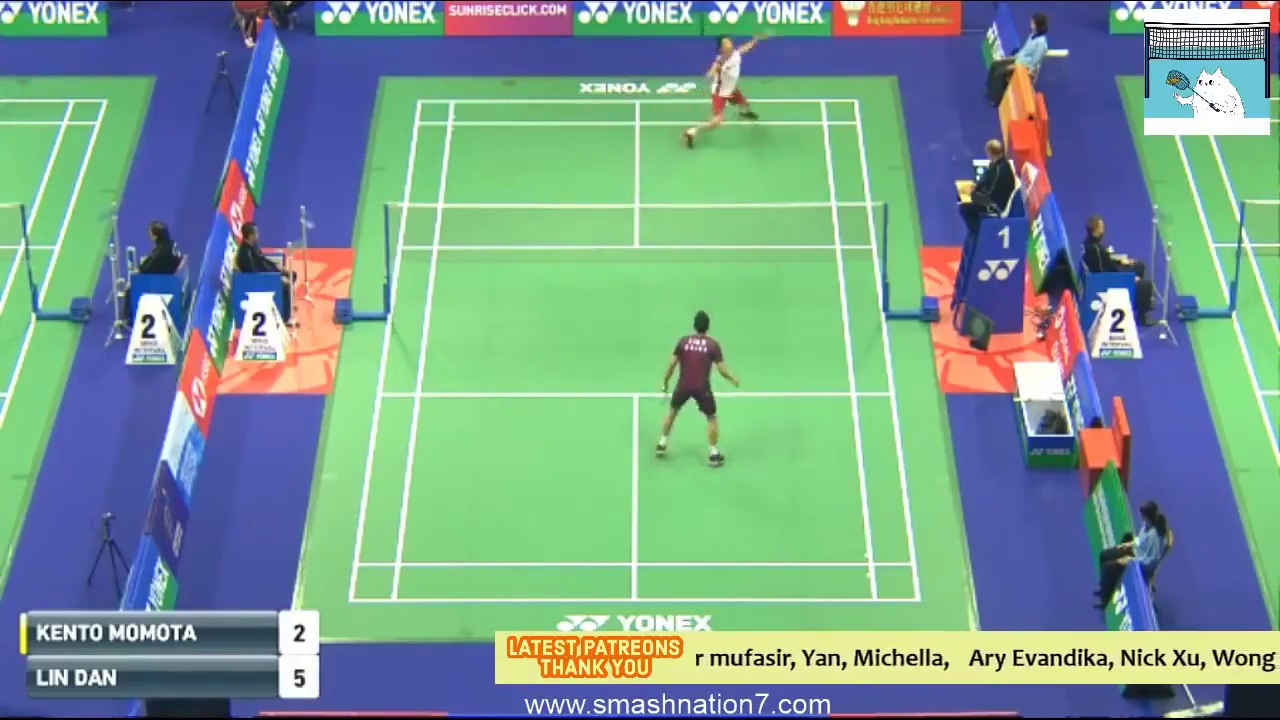 YONEX
SUNRISECLICK.COM
YONEX
YONEX
YONEX
YONEX
1
2
2
2
YONEX
LIN D
KENTO MOMOTA 2
LIN DAN 5
LATEST PATREONS
THANK YOU
r mufasir, Yan, Michella, Ary Evandika, Nick Xu, Wong
www.smashnation7.com